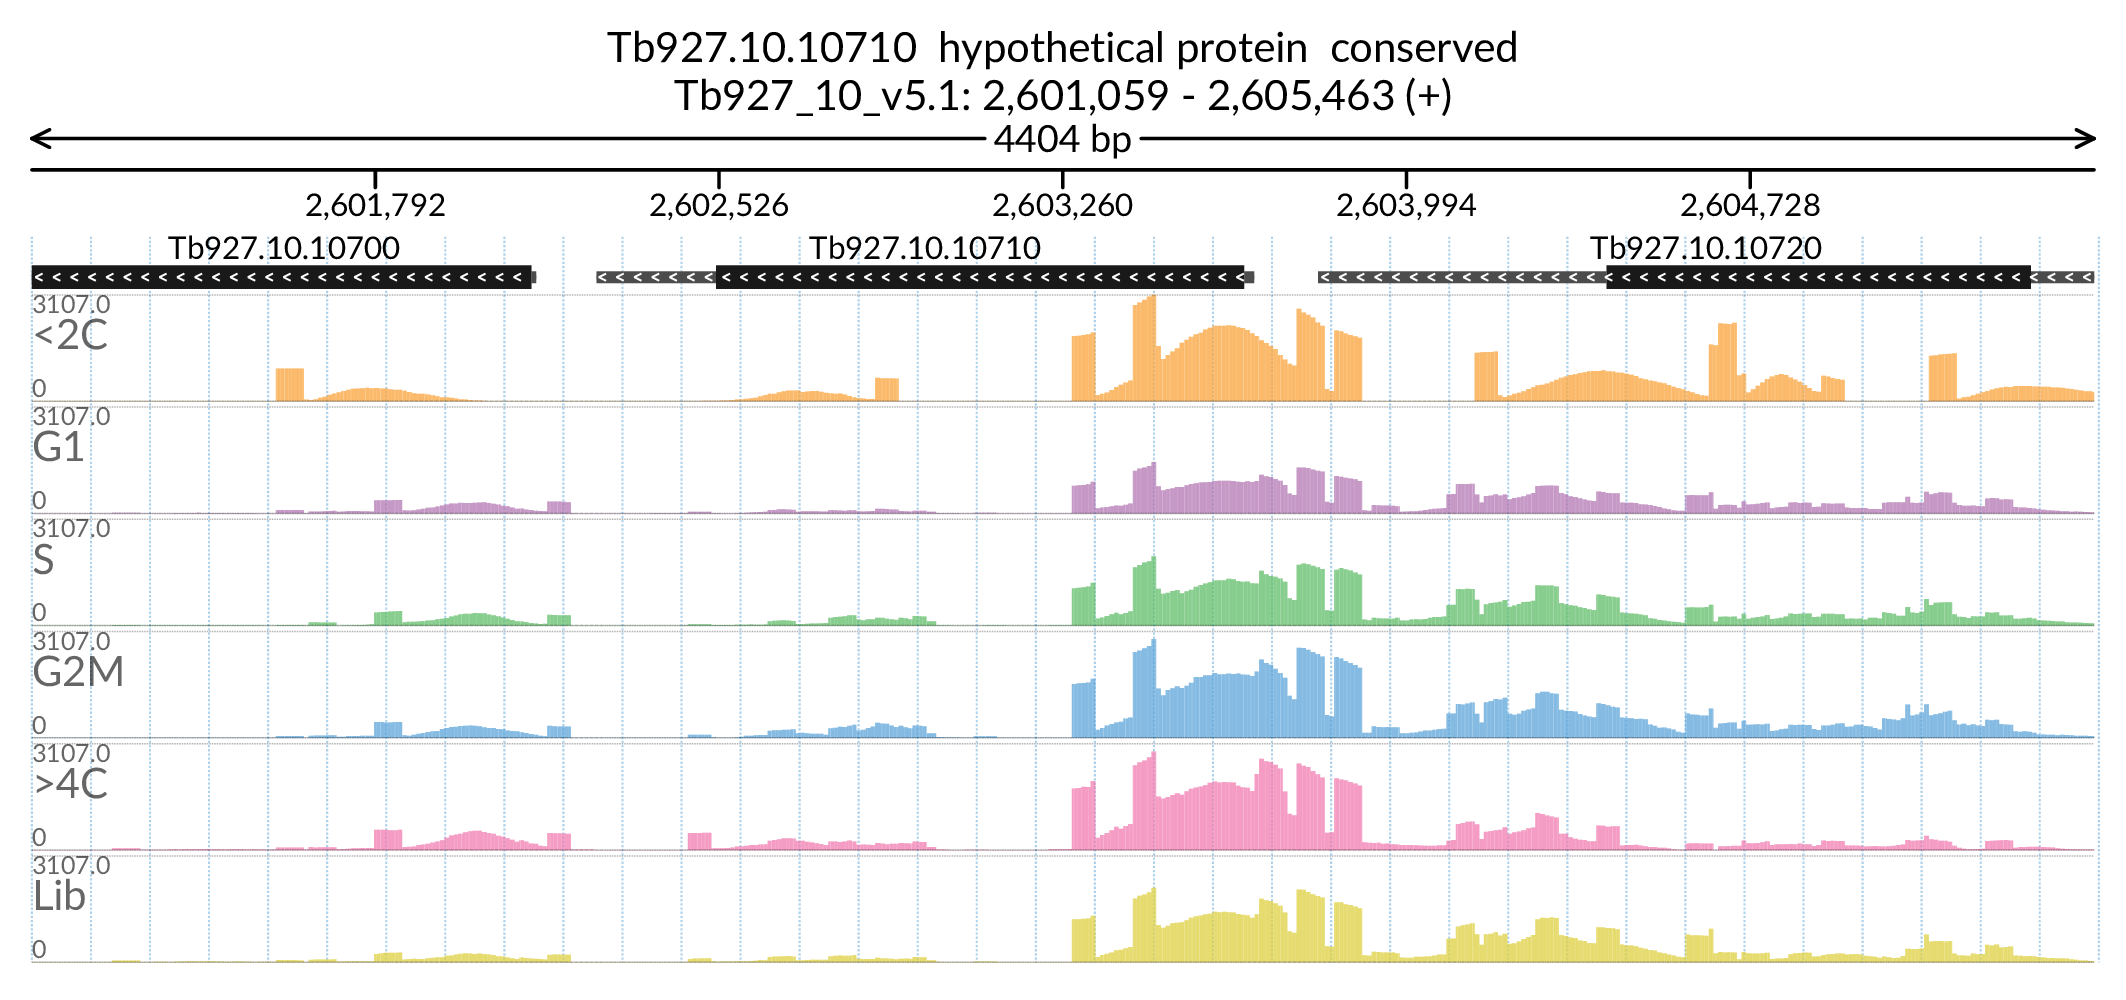 Tb927.10.10710 hypothetical protein conserved
Tb927_10_v5.1: 2,601,059 - 2,605,463 (+)
4404 bp
2,601,792 2,602,526 2,603,260 2,603,994 2,604,728
Tb927.10.10700 Tb927.10.10710 Tb927.10.10720
3107.0
<2C
0
3107.0
G1
0
3107.0
S
0
3107.0
G2M
0
3107.0
>4C
0
3107.0
Lib
0